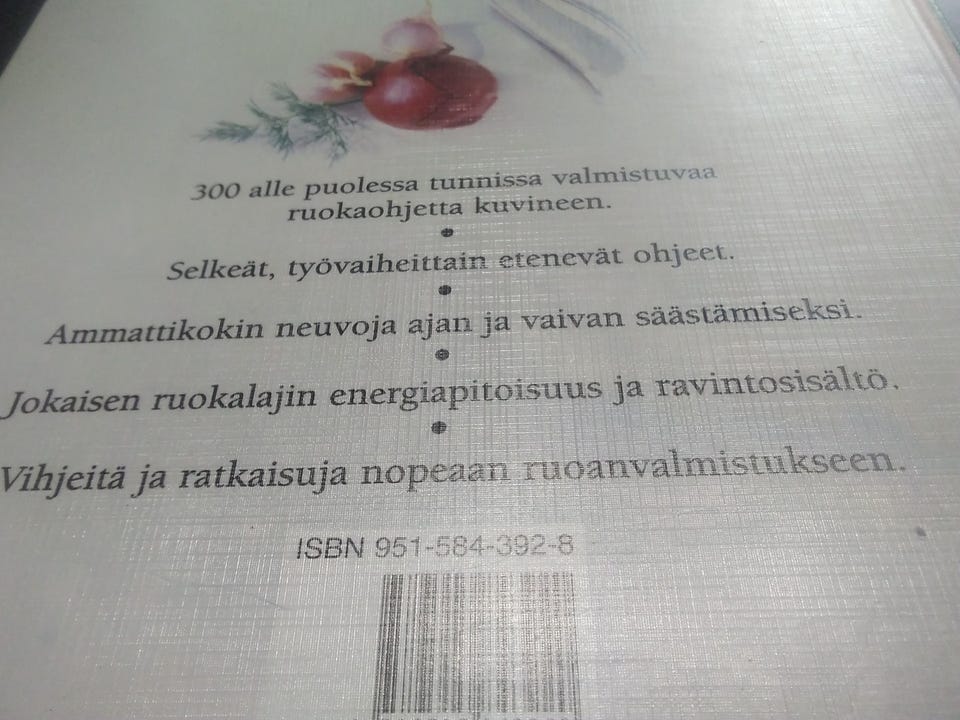 300 alle puolessa tunnissa valmistuvaa
ruokaohjetta kuvineen.
•
Selkeät, työvaiheittain etenevät ohjeet.
•
Ammattikokin neuvoja ajan ja vaivan säästämiseksi.
•
Jokaisen ruokalajin energiapitoisuus ja ravintosisältö.
•
Vihjeitä ja ratkaisuja nopeaan ruoanvalmistukseen.
ISBN 951-584-392-8